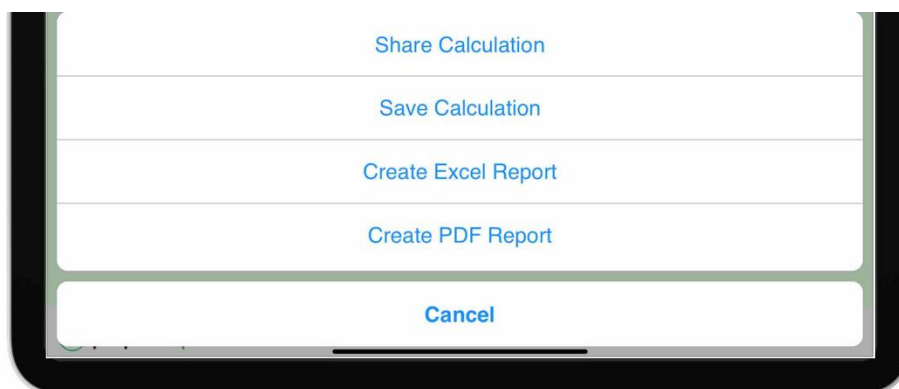 Share Calculation
Save Calculation
Create Excel Report
Create PDF Report
Cancel